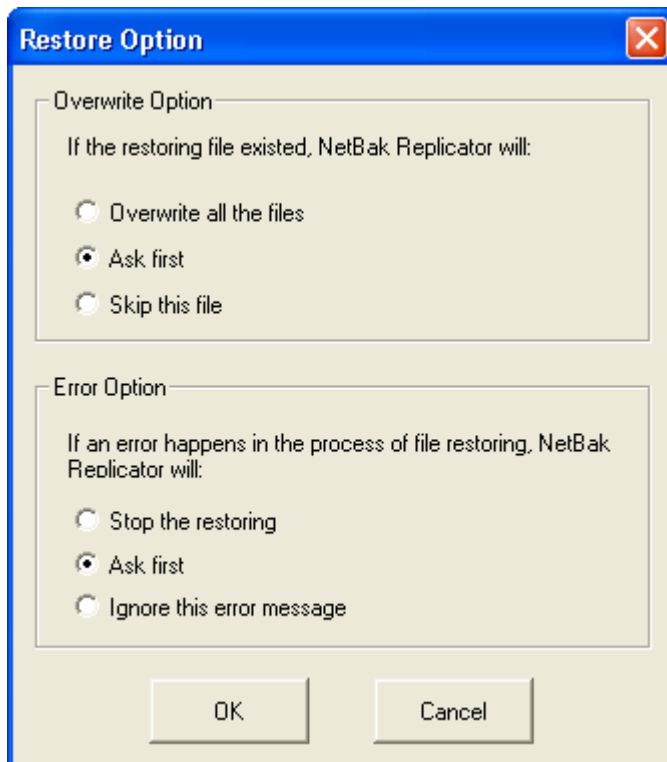 Restore Option
Overwrite Option
If the restoring file existed, NetBak Replicator will:
Overwrite all the files
Ask first
Skip this file
Error Option
If an error happens in the process of file restoring, NetBak
Replicator will:
Stop the restoring
Ask first
Ignore this error message
OK
Cancel